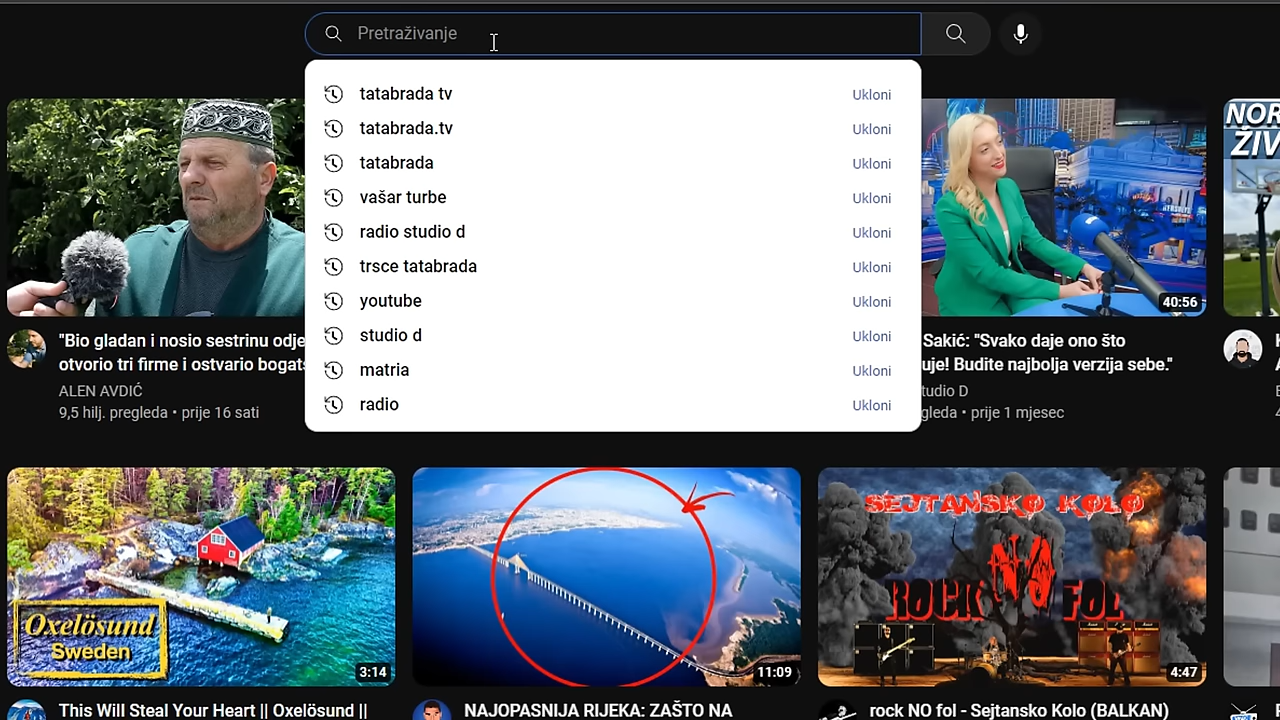 Pretraživanje
tatabrada tv
Ukloni
tatabrada.tv
Ukloni
tatabrada
Ukloni
vašar turbe
Ukloni
radio studio d
Ukloni
trsce tatabrada
Ukloni
youtube
Ukloni
studio d
Ukloni
matria
Ukloni
radio
Ukloni
"Bio gladan i nosio sestrinu odje
otvorio tri firme i ostvario bogats
ALEN AVDIĆ
9,5 hilj. pregleda • prije 16 sati
40:56
Sakić: "Svako daje ono što
uje! Budite najbolja verzija sebe."
tudio D
gleda • prije 1 mjesec
NOR
ŽIV
Oxelösund
Sweden
3:14
This Will Steal Your Heart || Oxelösund ||
11:09
NAJOPASNIJA RIJEKA: ZAŠTO NA
SEJTANSKO KOLO
ROCK NO FOL
4:47
rock NO fol - Sejtansko Kolo (BALKAN)